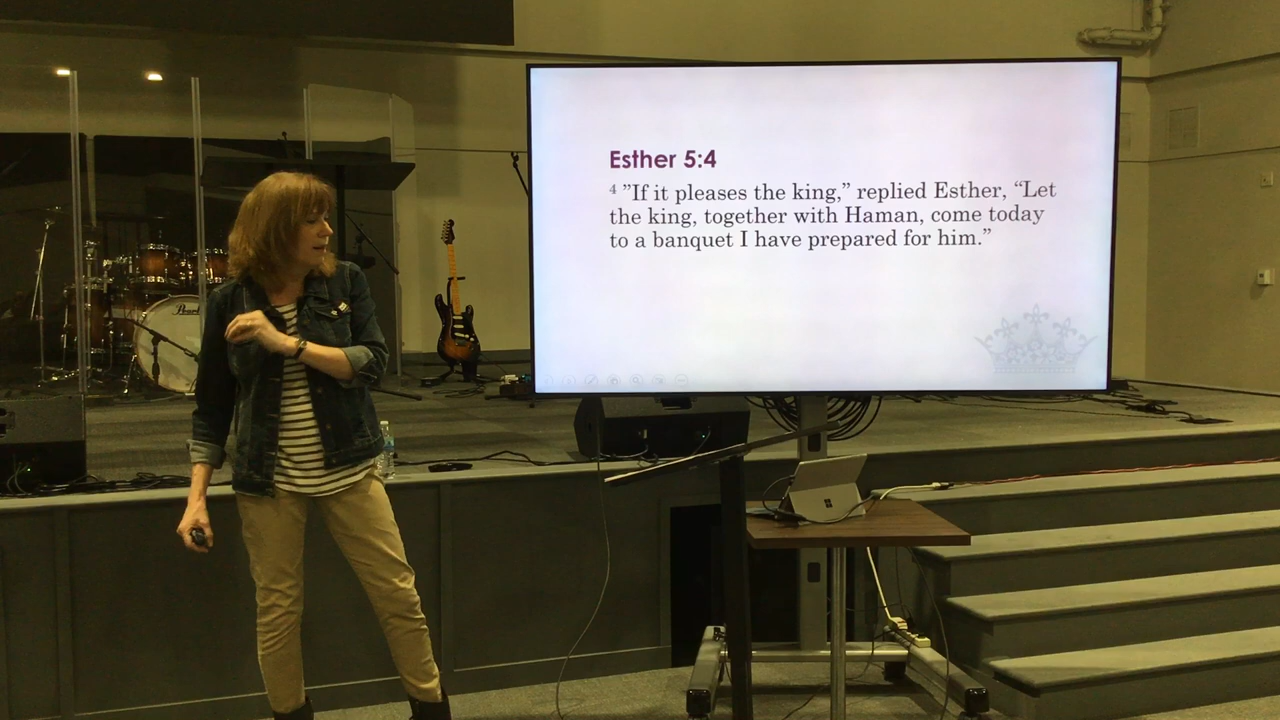 Esther 5:4
4 ”If it pleases the king,” replied Esther, “Let
the king, together with Haman, come today
to a banquet I have prepared for him.”
Pearl